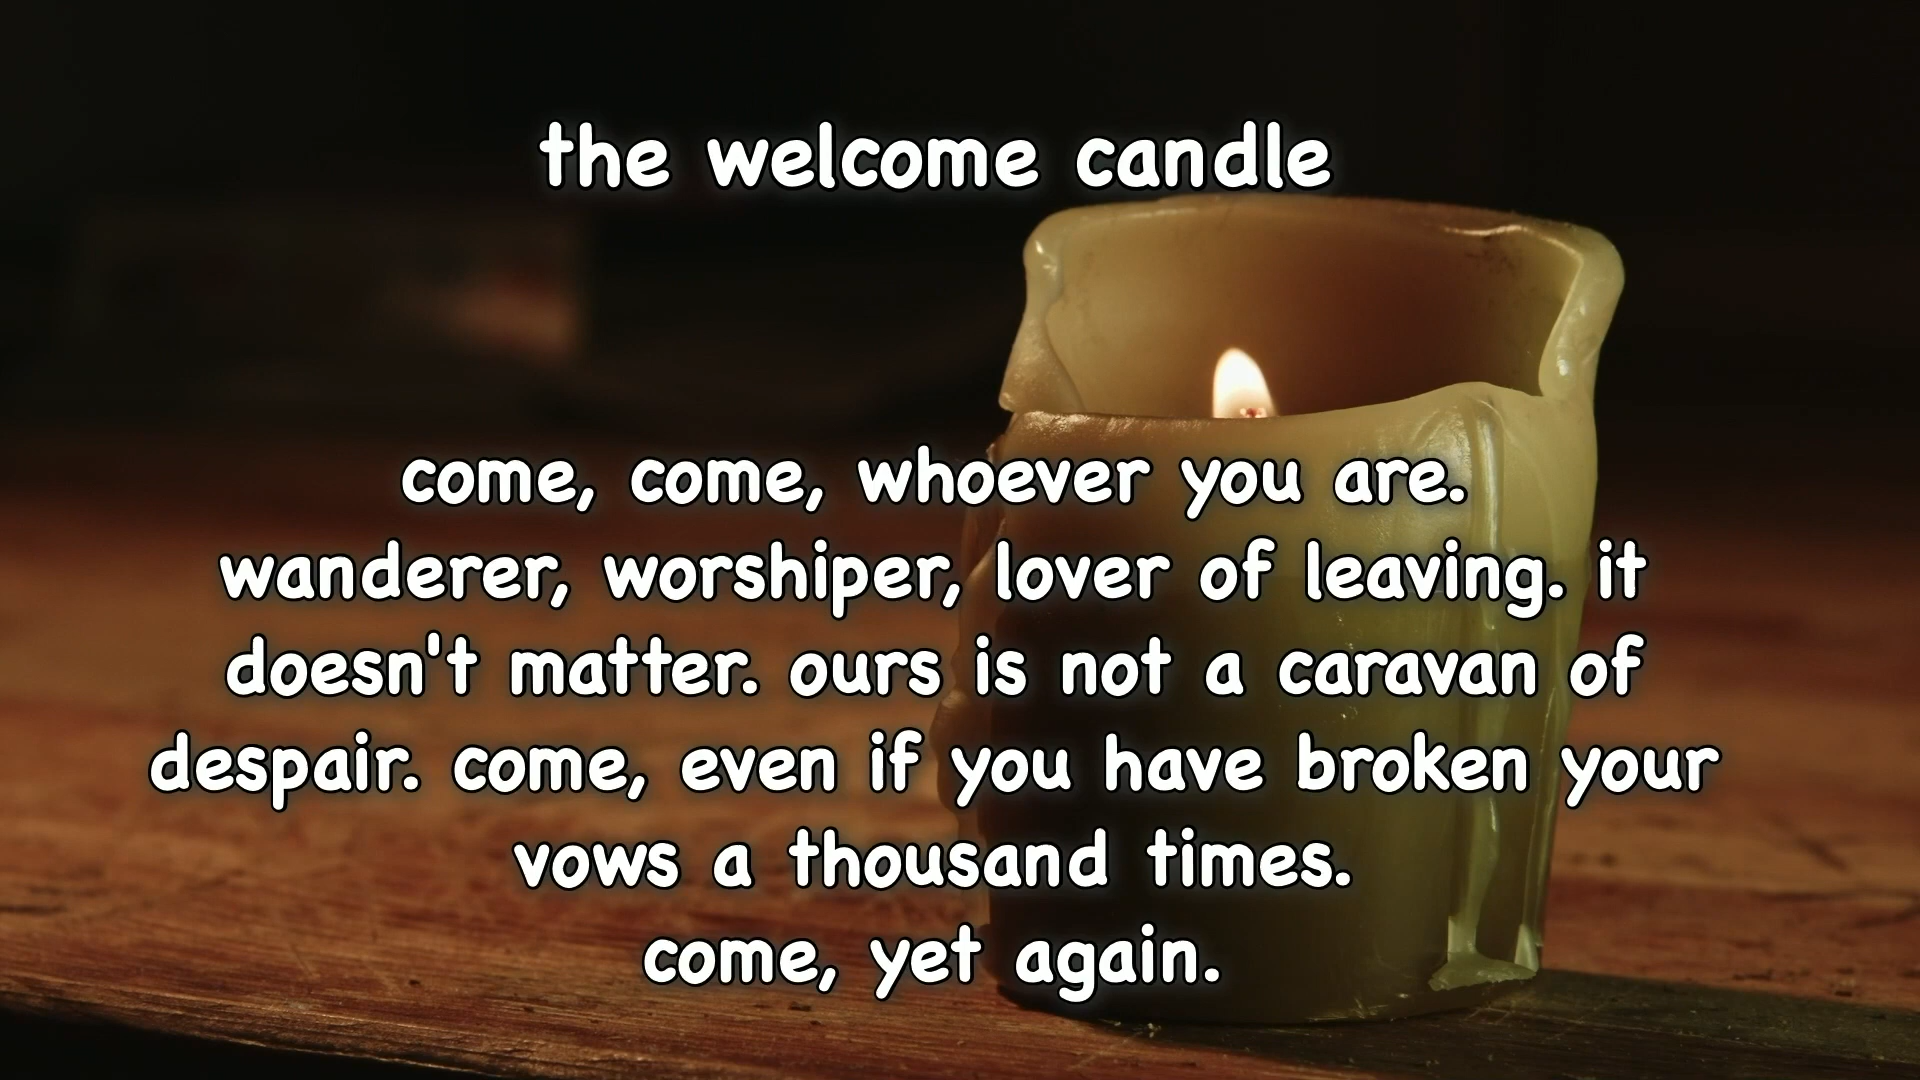 the welcome candle
come, come, whoever you are.
wanderer, worshiper, lover of leaving. it
doesn't matter. ours is not a caravan of
despair. come, even if you have broken your
vows a thousand times.
come, yet again.